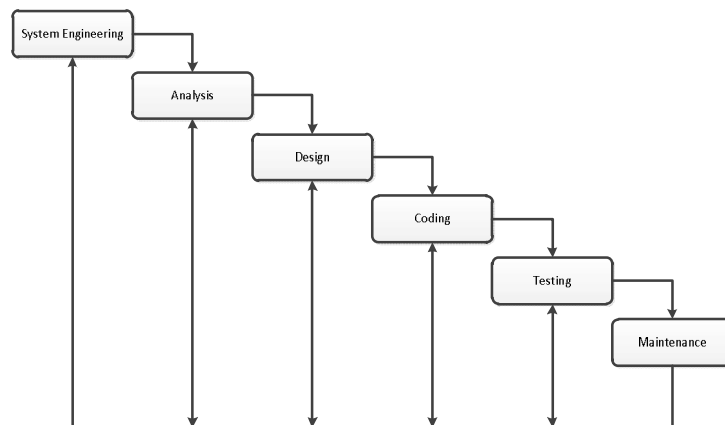 System Engineering
Analysis
Design
Coding
Testing
Maintenance